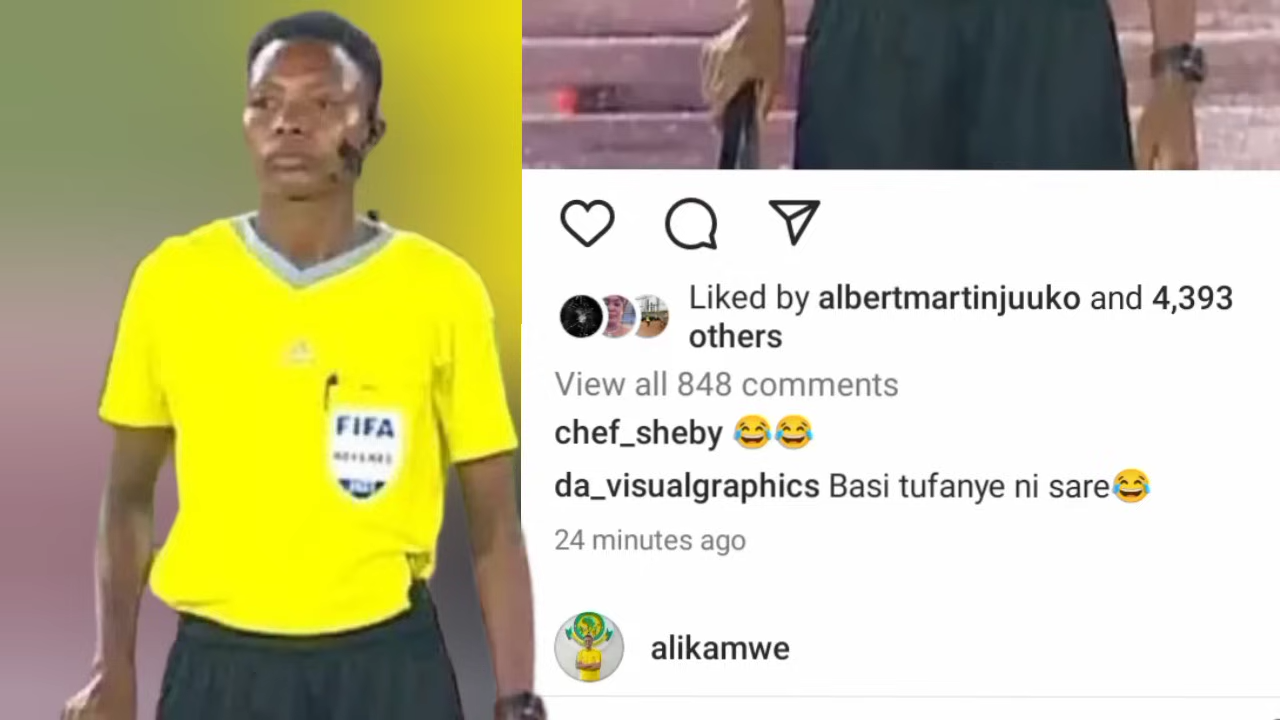 FIFA
Liked by albertmartinjuuko and 4,393
others
View all 848 comments
chef_sheby 😂😂
da_visualgraphics Basi tufanye ni sare😂
24 minutes ago
alikamwe